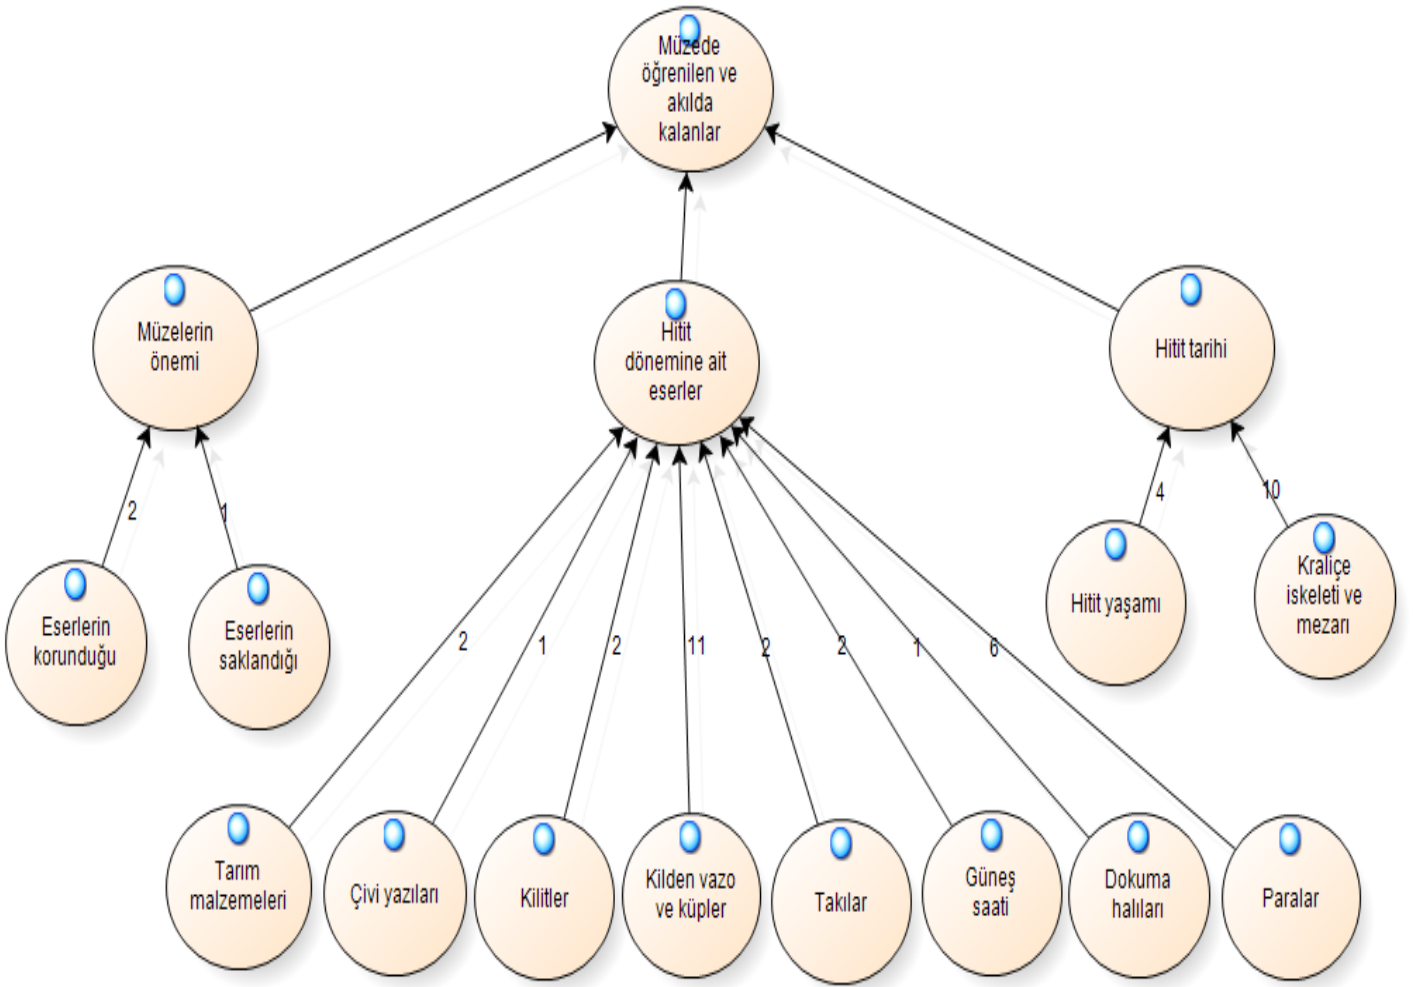 Müzede
öğrenilen ve
akılda
kalanlar
Müzelerin
önemi
Hitit
dönemine ait
eserler
Hitit tarihi
2
1
4
10
Eserlerin
korunduğu
Eserlerin
saklandığı
Hitit yaşamı
Kraliçe
iskeleti ve
mezarı
2
1
2
11
2
2
1
6
Tarım
malzemeleri
Çivi yazıları
Kilitler
Kilden vazo
ve küpler
Takılar
Güneş
saati
Dokuma
halıları
Paralar